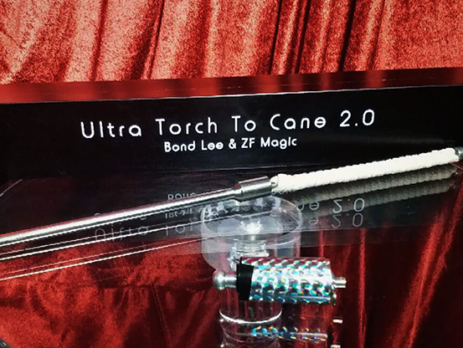 Ultra Torch To Cane 2.0
Bond Lee & ZF Magic